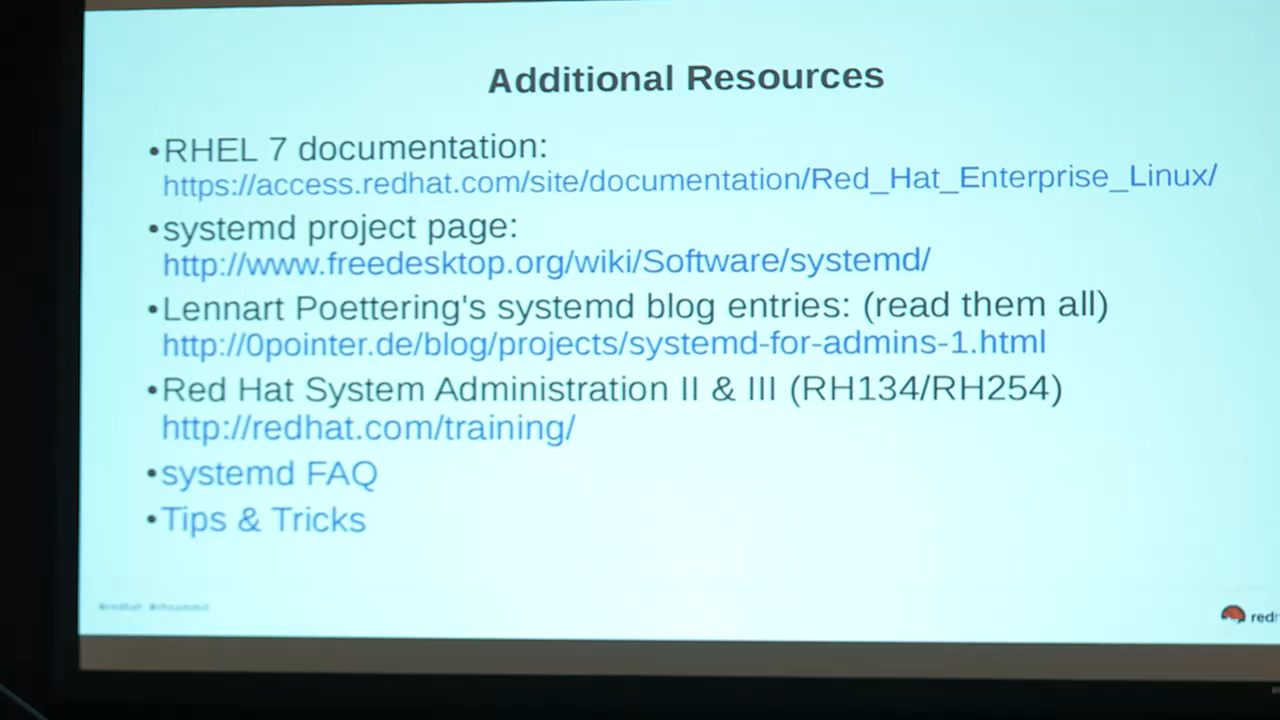 Additional Resources
•RHEL 7 documentation:
https://access.redhat.com/site/documentation/Red_Hat_Enterprise_Linux/
•systemd project page:
http://www.freedesktop.org/wiki/Software/systemd/
•Lennart Poettering's systemd blog entries: (read them all)
http://0pointer.de/blog/projects/systemd-for-admins-1.html
•Red Hat System Administration II & III (RH134/RH254)
http://redhat.com/training/
•systemd FAQ
•Tips & Tricks
#redhat #rhsummit